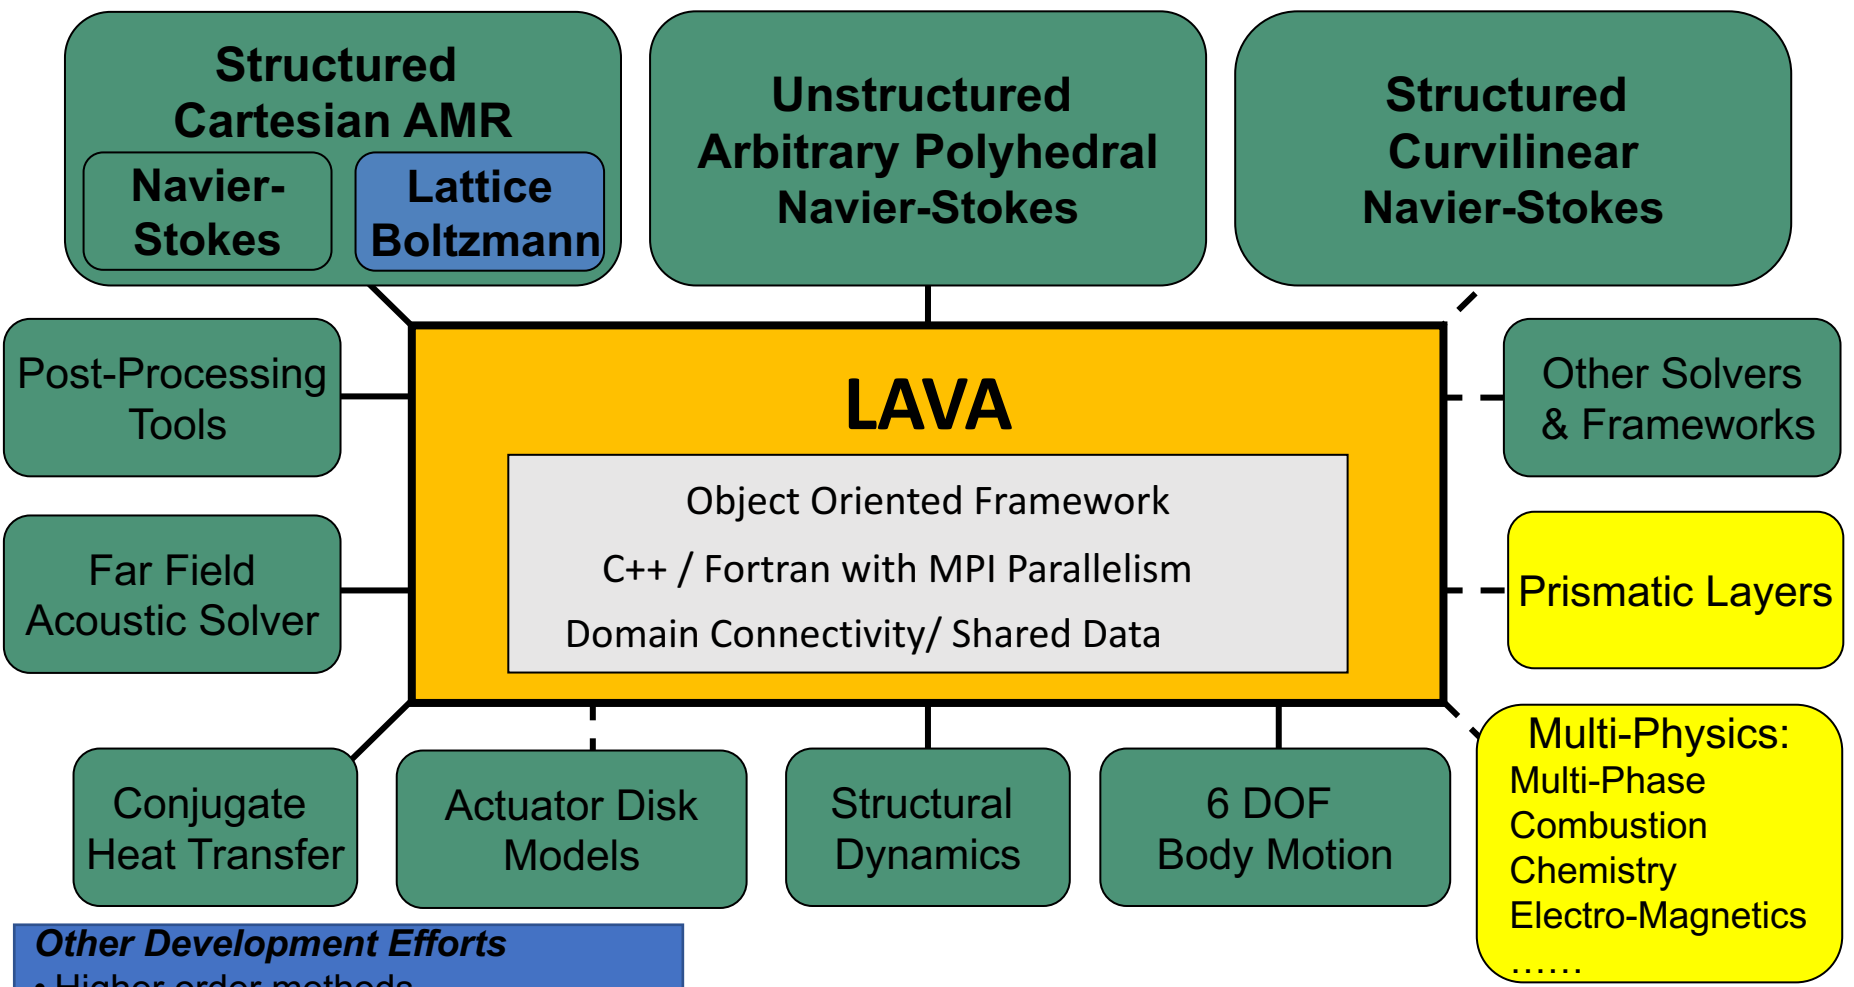 Structured
Cartesian AMR
Navier-
Stokes
Lattice
Boltzmann
Unstructured
Arbitrary Polyhedral
Navier-Stokes
Structured
Curvilinear
Navier-Stokes
Post-Processing
Tools
Far Field
Acoustic Solver
LAVA
Object Oriented Framework
C++ / Fortran with MPI Parallelism
Domain Connectivity/ Shared Data
Other Solvers
& Frameworks
Prismatic Layers
Conjugate
Heat Transfer
Actuator Disk
Models
Structural
Dynamics
6 DOF
Body Motion
Multi-Physics:
Multi-Phase
Combustion
Chemistry
Electro-Magnetics
……
Other Development Efforts
• Higher order methods